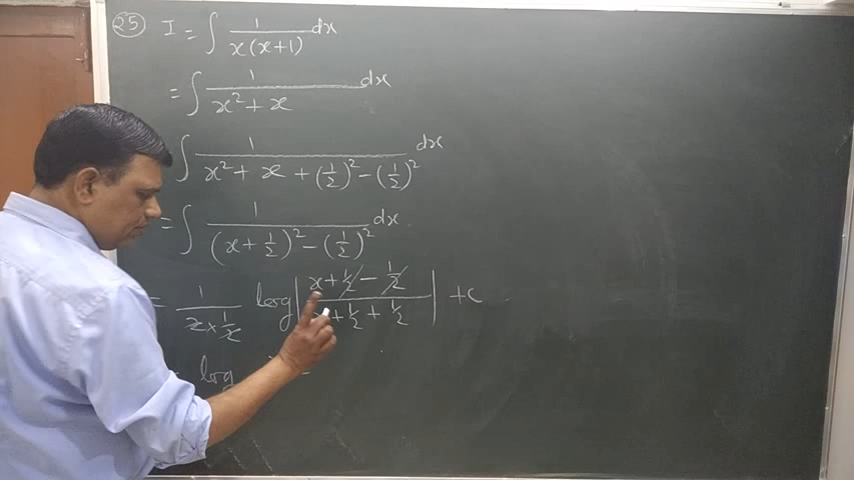 (25) I = ∫ 1/(x(x+1)) dx
= ∫ 1/(x² + x) dx
∫ 1/(x² + x + (1/2)² - (1/2)²) dx
= ∫ 1/((x + 1/2)² - (1/2)²) dx
= 1/(2 × 1/2) log |(x + 1/2 - 1/2)/(+ 1/2 + 1/2)| + c
= log